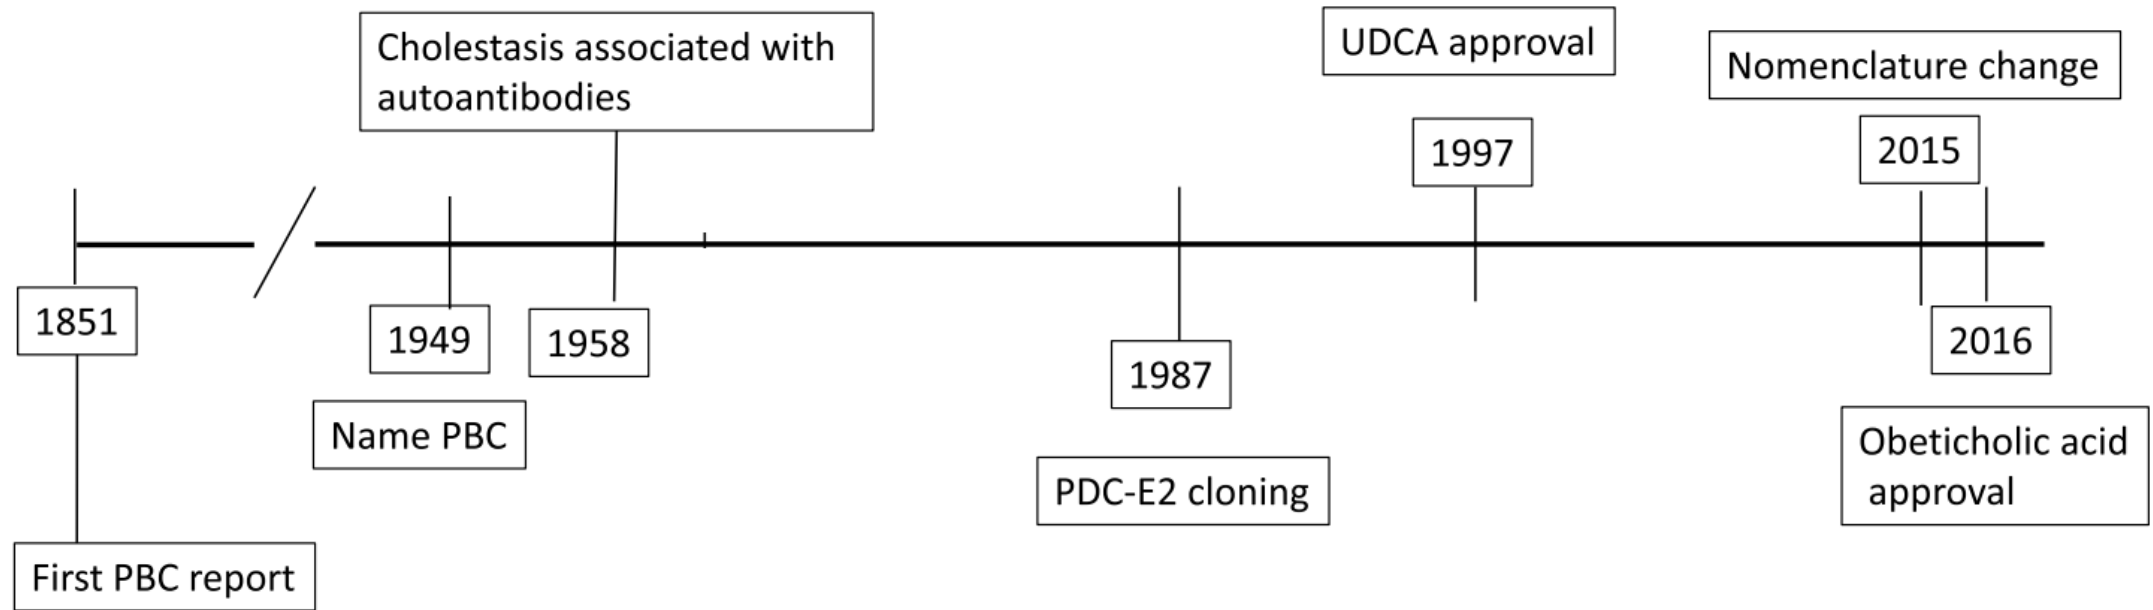 Cholestasis associated with
autoantibodies
UDCA approval
Nomenclature change
1997
2015
1851
1949
1958
2016
1987
Name PBC
Obeticholic acid
approval
PDC-E2 cloning
First PBC report